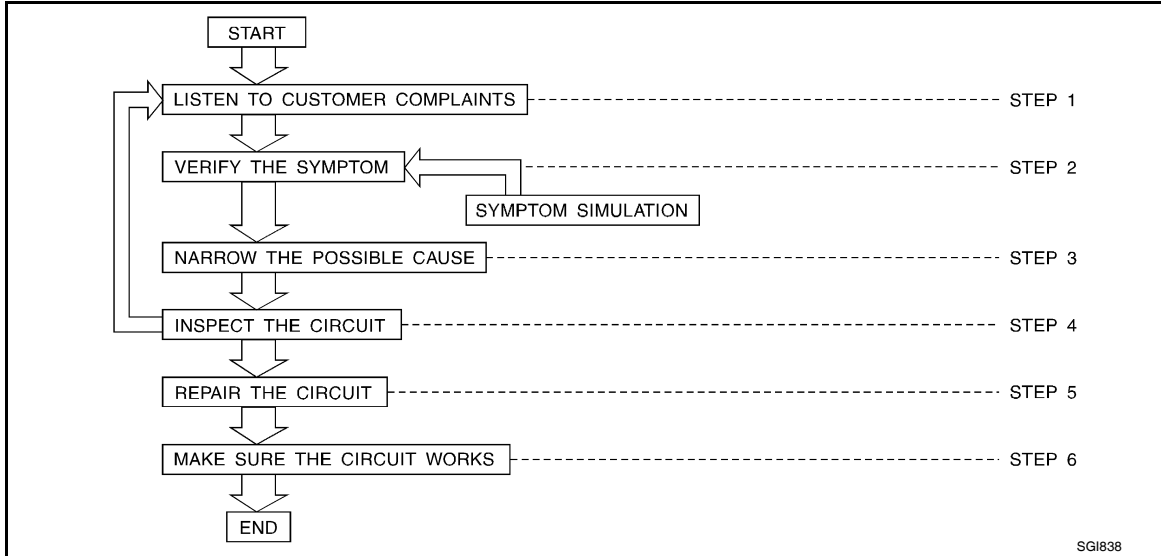 START
LISTEN TO CUSTOMER COMPLAINTS
STEP 1
VERIFY THE SYMPTOM
STEP 2
SYMPTOM SIMULATION
NARROW THE POSSIBLE CAUSE
STEP 3
INSPECT THE CIRCUIT
STEP 4
REPAIR THE CIRCUIT
STEP 5
MAKE SURE THE CIRCUIT WORKS
STEP 6
END
SGI838